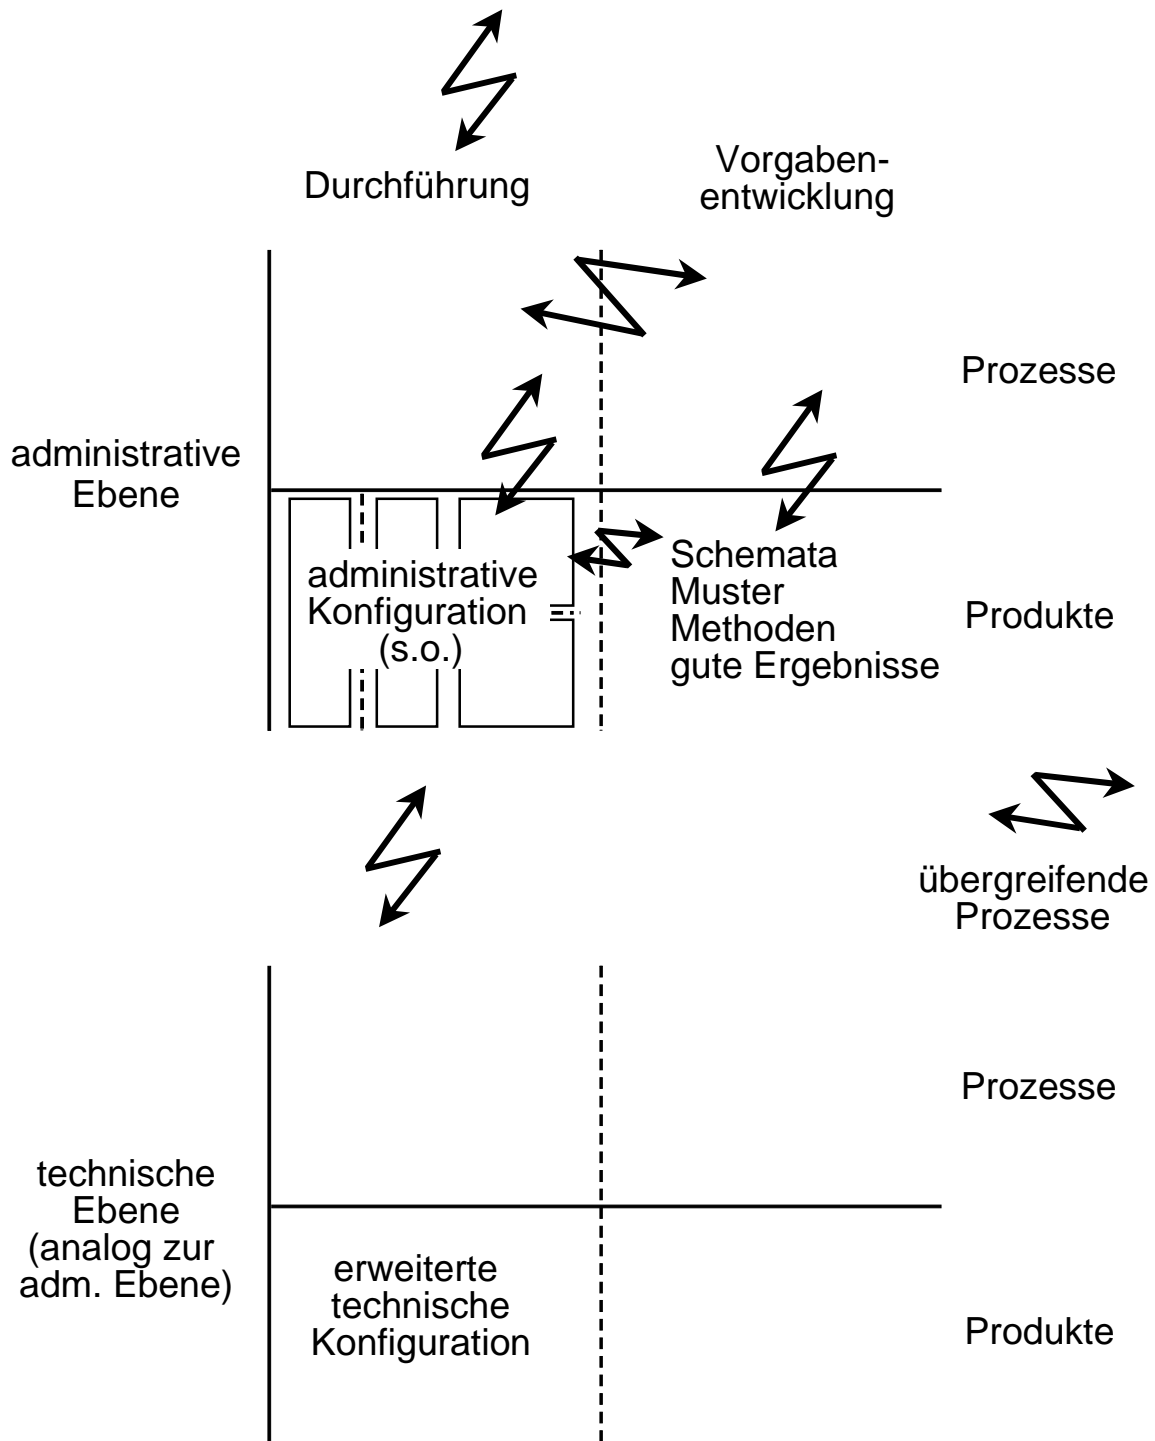 Durchführung
Vorgaben-
entwicklung
Prozesse
administrative
Ebene
administrative
Konfiguration
(s.o.)
Schemata
Muster
Methoden
gute Ergebnisse
Produkte
übergreifende
Prozesse
Prozesse
technische
Ebene
(analog zur
adm. Ebene)
erweiterte
technische
Konfiguration
Produkte